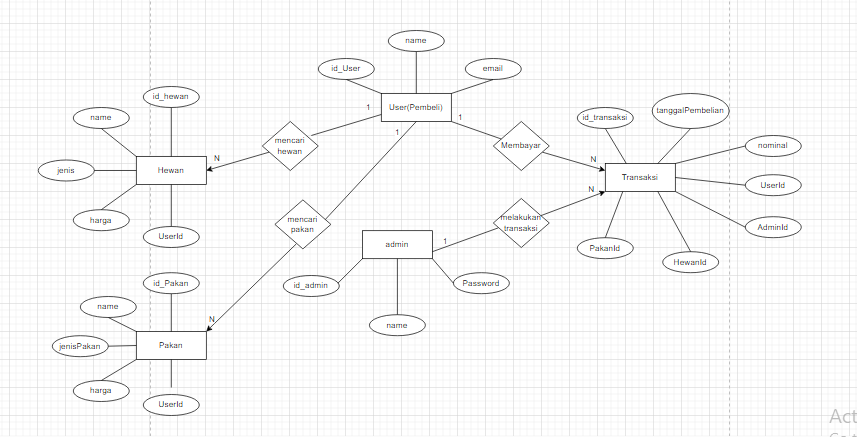 name
id_User
email
User(Pembeli)
1
1
1
id_hewan
name
jenis
Hewan
harga
UserId
N
mencari
hewan
Membayar
N
id_transaksi
tanggalPembelian
nominal
Transaksi
UserId
AdminId
PakanId
HewanId
N
melakukan
transaksi
1
mencari
pakan
admin
id_admin
name
Password
N
id_Pakan
name
jenisPakan
Pakan
harga
UserId
Act